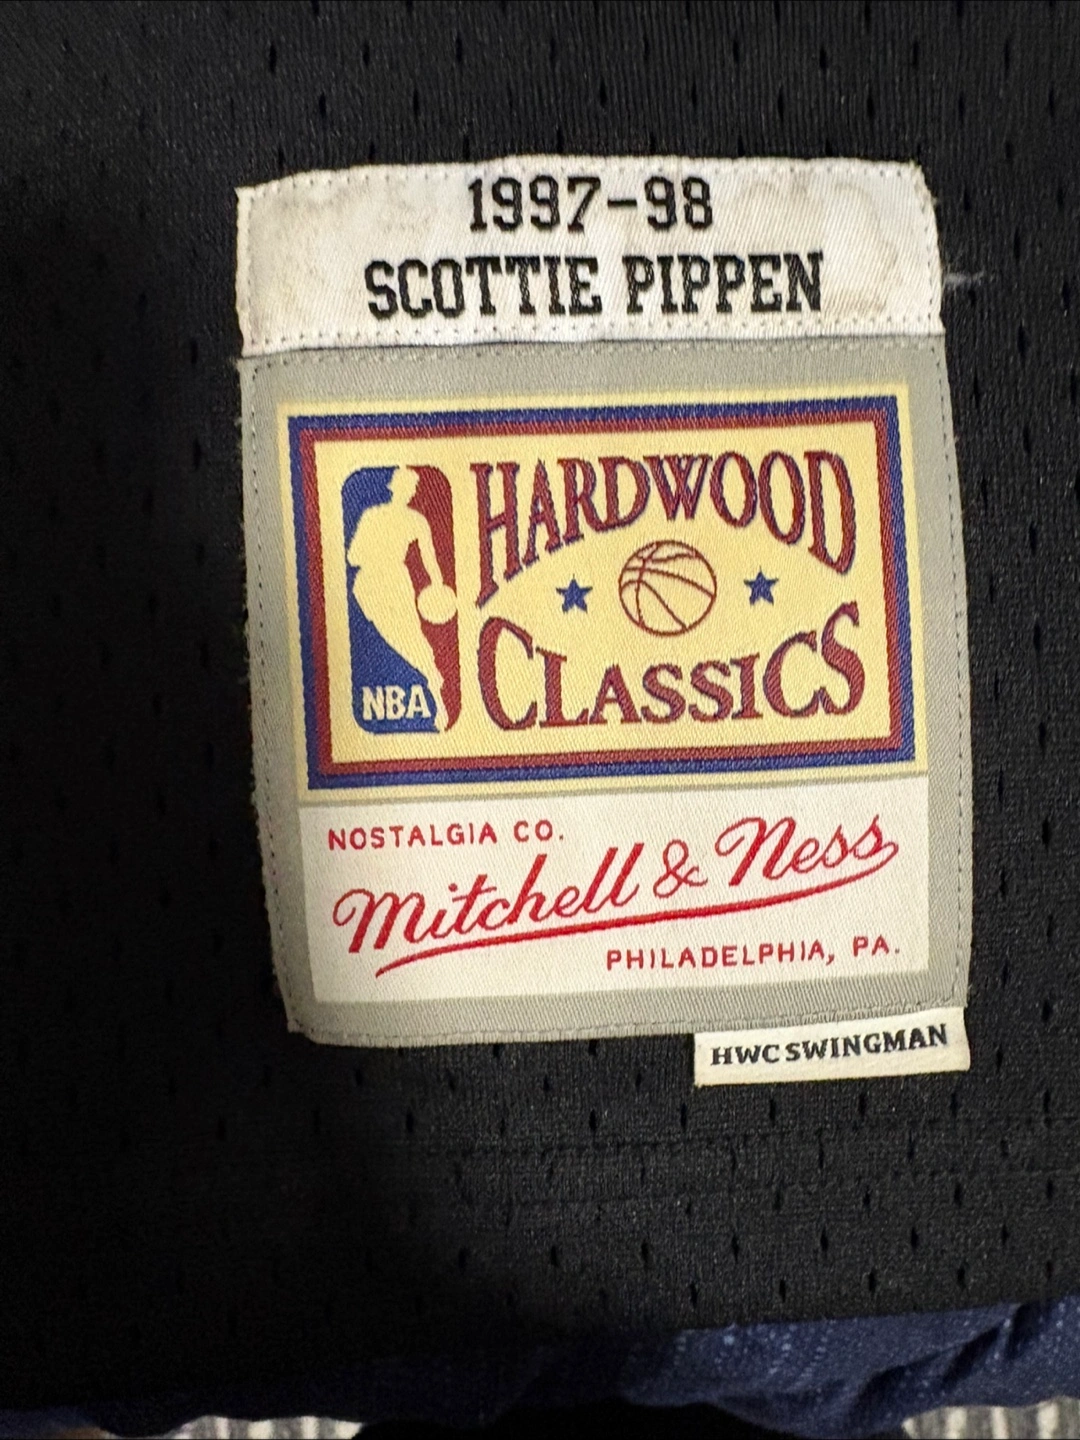 1997-98
SCOTTIE PIPPEN
HARDWOOD
CLASSICS
NBA
NOSTALGIA CO.
Mitchell & Ness
PHILADELPHIA, PA.
HWC SWINGMAN